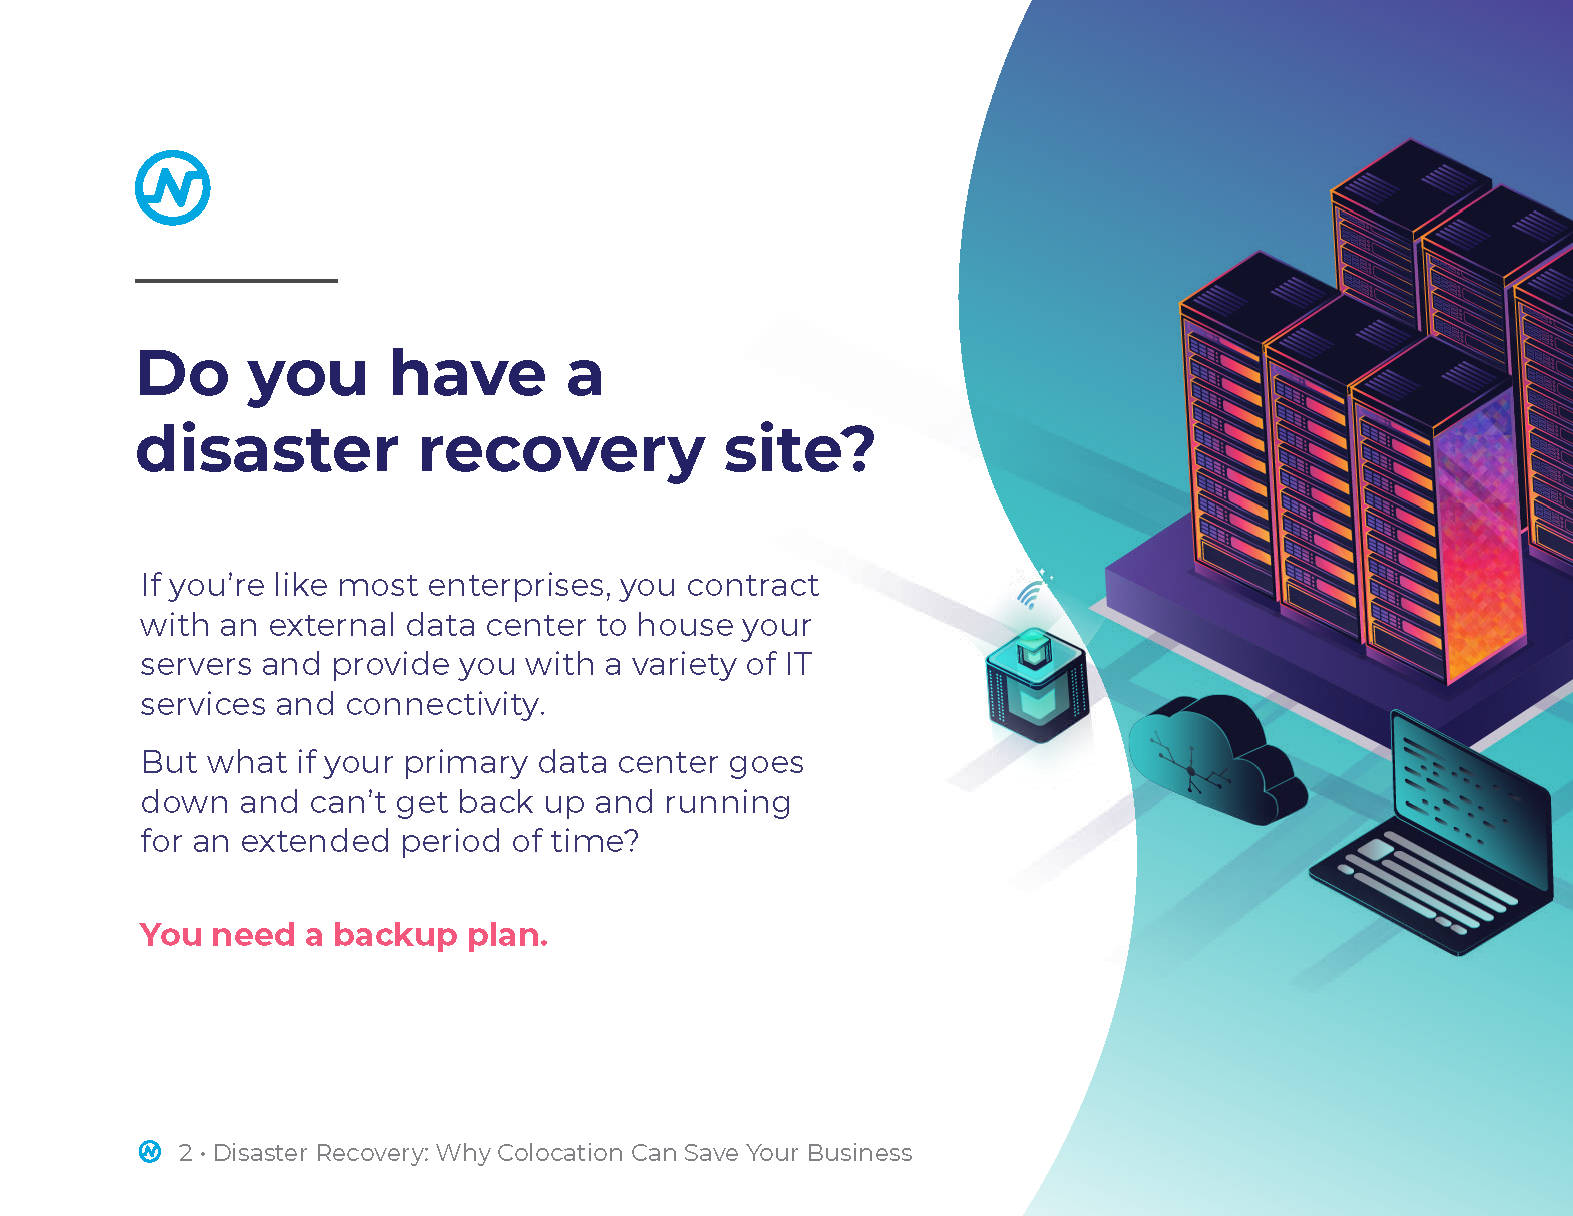 Do you have a
disaster recovery site?
If you’re like most enterprises, you contract
with an external data center to house your
servers and provide you with a variety of IT
services and connectivity.
But what if your primary data center goes
down and can’t get back up and running
for an extended period of time?
You need a backup plan.
2 • Disaster Recovery: Why Colocation Can Save Your Business